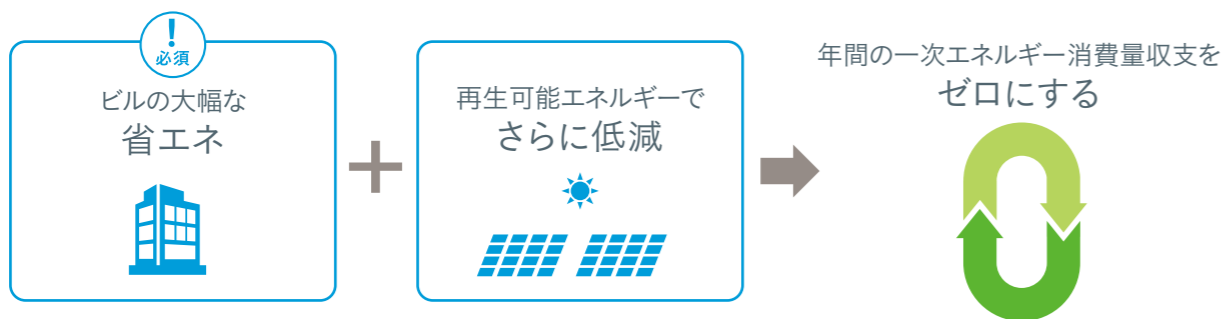 !
必須
ビルの大幅な
省エネ
再生可能エネルギーで
さらに低減
年間の一次エネルギー消費量収支を
ゼロにする